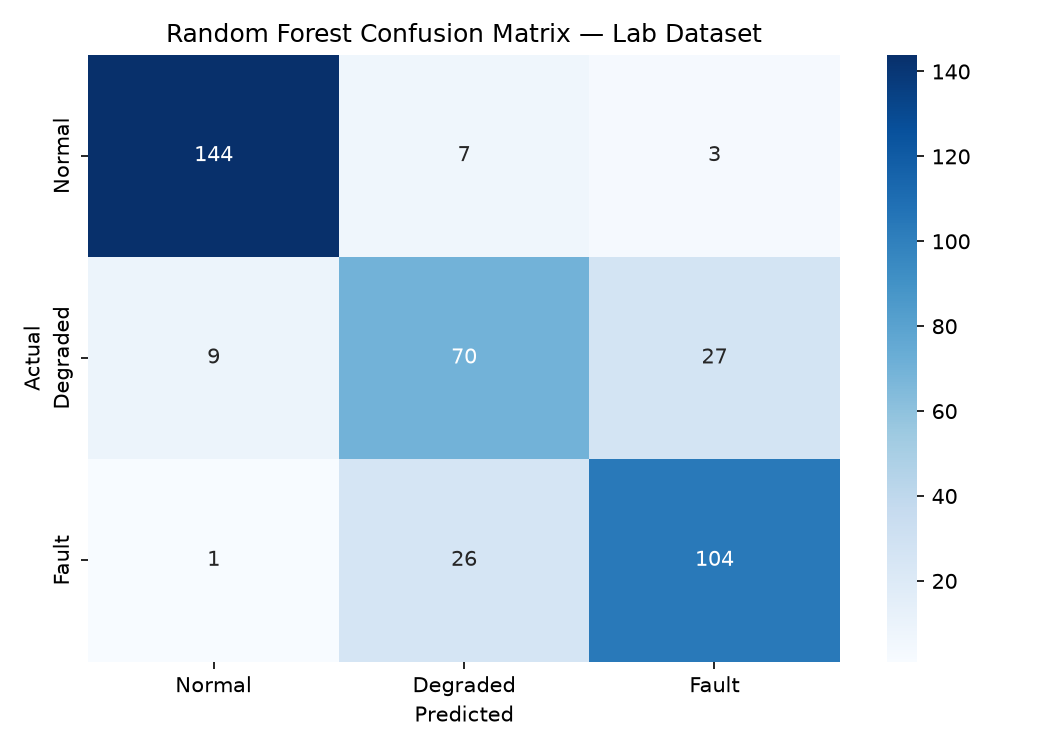 Random Forest Confusion Matrix — Lab Dataset
Actual
Normal
144
7
3
Degraded
9
70
27
Fault
1
26
104
Normal
Degraded
Fault
Predicted
140
120
100
80
60
40
20